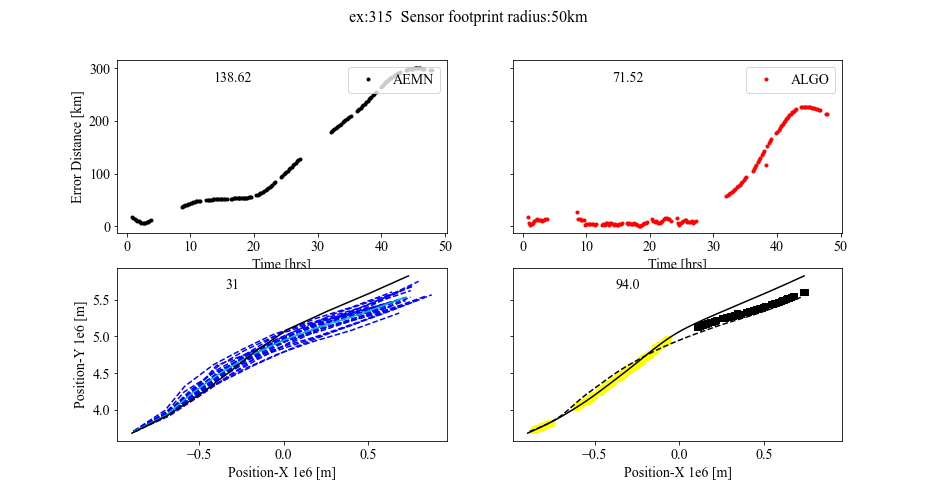 ex:315 Sensor footprint radius:50km
138.62
AEMN
71.52
ALGO
300
200
100
0
Error Distance [km]
0 10 20 30 40 50
0 10 20 30 40 50
Time [hrs]
Time [hrs]
31
94.0
5.5
5.0
4.5
4.0
Position-Y 1e6 [m]
−0.5 0.0 0.5
−0.5 0.0 0.5
Position-X 1e6 [m]
Position-X 1e6 [m]